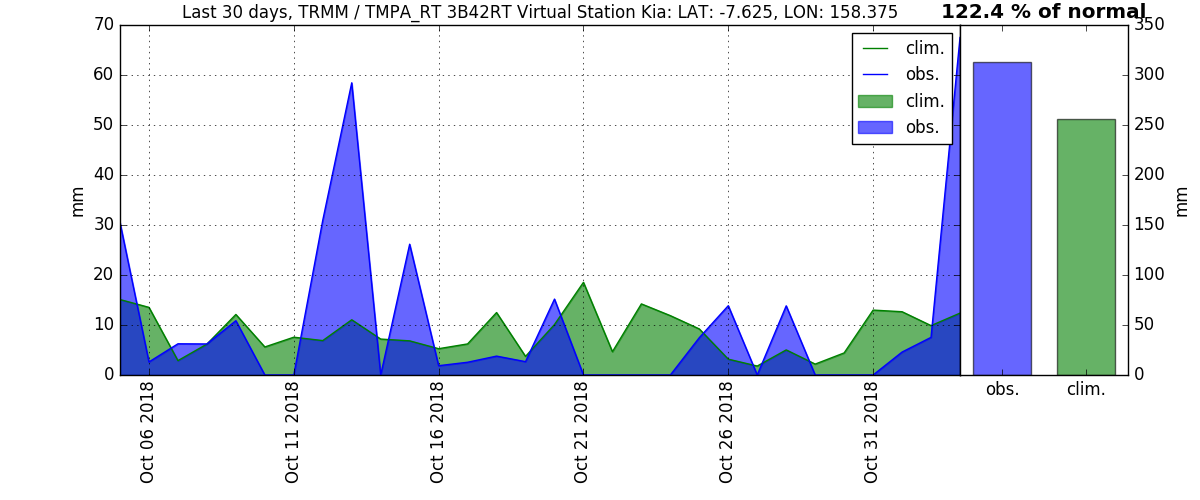 Last 30 days, TRMM / TMPA_RT 3B42RT Virtual Station Kia: LAT: -7.625, LON: 158.375
122.4 % of normal
70
60
50
40
30
20
10
0
mm
clim.
obs.
clim.
obs.
350
300
250
200
150
100
50
0
mm
obs.
clim.
Oct 06 2018
Oct 11 2018
Oct 16 2018
Oct 21 2018
Oct 26 2018
Oct 31 2018